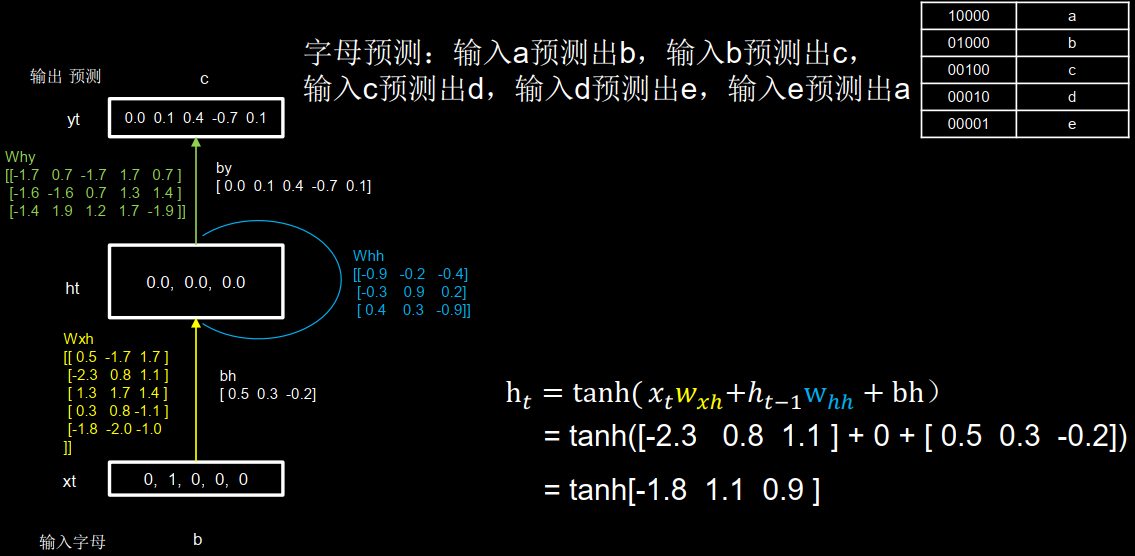 10000 a
01000 b
00100 c
00010 d
00001 e
字母预测：输入a预测出b，输入b预测出c，
输入c预测出d，输入d预测出e，输入e预测出a
输出 预测 c
yt 0.0 0.1 0.4 -0.7 0.1
Why
[[-1.7 0.7 -1.7 1.7 0.7 ]
[-1.6 -1.6 0.7 1.3 1.4 ]
[-1.4 1.9 1.2 1.7 -1.9 ]]
by
[ 0.0 0.1 0.4 -0.7 0.1]
ht 0.0, 0.0, 0.0
Whh
[[-0.9 -0.2 -0.4]
[-0.3 0.9 0.2]
[ 0.4 0.3 -0.9]]
Wxh
[[ 0.5 -1.7 1.7 ]
[-2.3 0.8 1.1 ]
[ 1.3 1.7 1.4 ]
[ 0.3 0.8 -1.1 ]
[-1.8 -2.0 -1.0
]]
bh
[ 0.5 0.3 -0.2]
xt 0, 1, 0, 0, 0
输入字母 b
hₜ = tanh( xₜwₓₕ+hₜ₋₁wₕₕ + bh）
= tanh([-2.3 0.8 1.1 ] + 0 + [ 0.5 0.3 -0.2])
= tanh[-1.8 1.1 0.9 ]